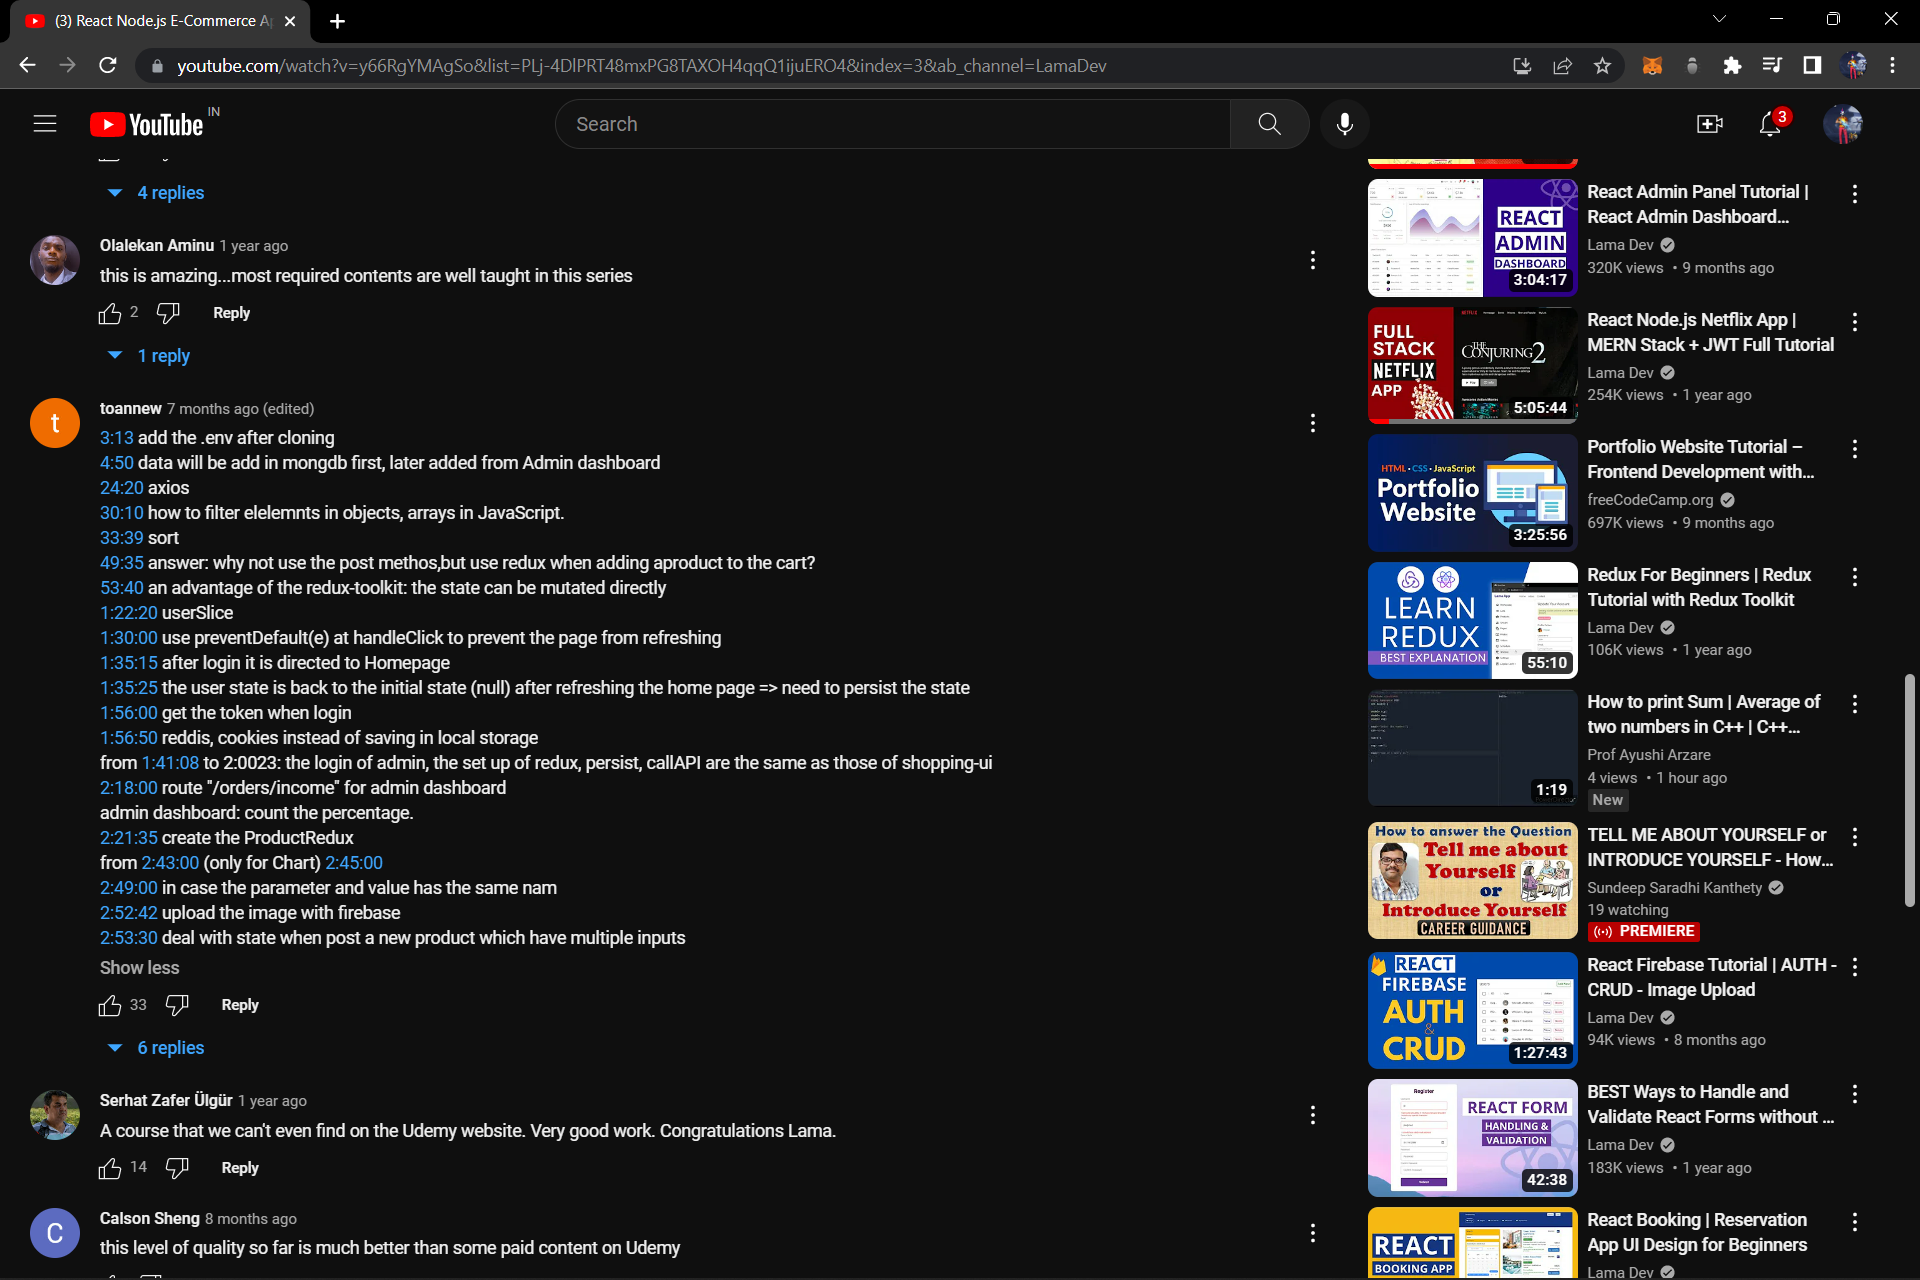 (3) React Node.js E-Commerce A
youtube.com/watch?v=y66RgYMAgSo&list=PLj-4DlPRT48mxPG8TAXOH4qqQ1ijuERO4&index=3&ab_channel=LamaDev
YouTube IN
Search
3
4 replies
Olalekan Aminu 1 year ago
this is amazing...most required contents are well taught in this series
2
Reply
1 reply
t
toannew 7 months ago (edited)
3:13 add the .env after cloning
4:50 data will be add in mongdb first, later added from Admin dashboard
24:20 axios
30:10 how to filter elelemnts in objects, arrays in JavaScript.
33:39 sort
49:35 answer: why not use the post methos,but use redux when adding aproduct to the cart?
53:40 an advantage of the redux-toolkit: the state can be mutated directly
1:22:20 userSlice
1:30:00 use preventDefault(e) at handleClick to prevent the page from refreshing
1:35:15 after login it is directed to Homepage
1:35:25 the user state is back to the initial state (null) after refreshing the home page => need to persist the state
1:56:00 get the token when login
1:56:50 reddis, cookies instead of saving in local storage
from 1:41:08 to 2:0023: the login of admin, the set up of redux, persist, callAPI are the same as those of shopping-ui
2:18:00 route "/orders/income" for admin dashboard
admin dashboard: count the percentage.
2:21:35 create the ProductRedux
from 2:43:00 (only for Chart) 2:45:00
2:49:00 in case the parameter and value has the same nam
2:52:42 upload the image with firebase
2:53:30 deal with state when post a new product which have multiple inputs
Show less
33
Reply
6 replies
Serhat Zafer Ülgür 1 year ago
A course that we can't even find on the Udemy website. Very good work. Congratulations Lama.
14
Reply
C
Calson Sheng 8 months ago
this level of quality so far is much better than some paid content on Udemy
REACT
ADMIN
DASHBOARD
3:04:17
React Admin Panel Tutorial |
React Admin Dashboard...
Lama Dev
320K views • 9 months ago
FULL
STACK
NETFLIX
APP
NETFLIX
THE
CONJURING 2
5:05:44
React Node.js Netflix App |
MERN Stack + JWT Full Tutorial
Lama Dev
254K views • 1 year ago
HTML • CSS • JavaScript
Portfolio
Website
3:25:56
Portfolio Website Tutorial –
Frontend Development with...
freeCodeCamp.org
697K views • 9 months ago
LEARN
REDUX
BEST EXPLANATION
55:10
Redux For Beginners | Redux
Tutorial with Redux Toolkit
Lama Dev
106K views • 1 year ago
1:19
How to print Sum | Average of
two numbers in C++ | C++...
Prof Ayushi Arzare
4 views • 1 hour ago
New
How to answer the Question
Tell me about
Yourself
or
Introduce Yourself
CAREER GUIDANCE
TELL ME ABOUT YOURSELF or
INTRODUCE YOURSELF - How...
Sundeep Saradhi Kanthety
19 watching
PREMIERE
REACT
FIREBASE
AUTH
&
CRUD
1:27:43
React Firebase Tutorial | AUTH -
CRUD - Image Upload
Lama Dev
94K views • 8 months ago
Register
REACT FORM
HANDLING &
VALIDATION
42:38
BEST Ways to Handle and
Validate React Forms without ...
Lama Dev
183K views • 1 year ago
REACT
BOOKING APP
React Booking | Reservation
App UI Design for Beginners
Lama Dev